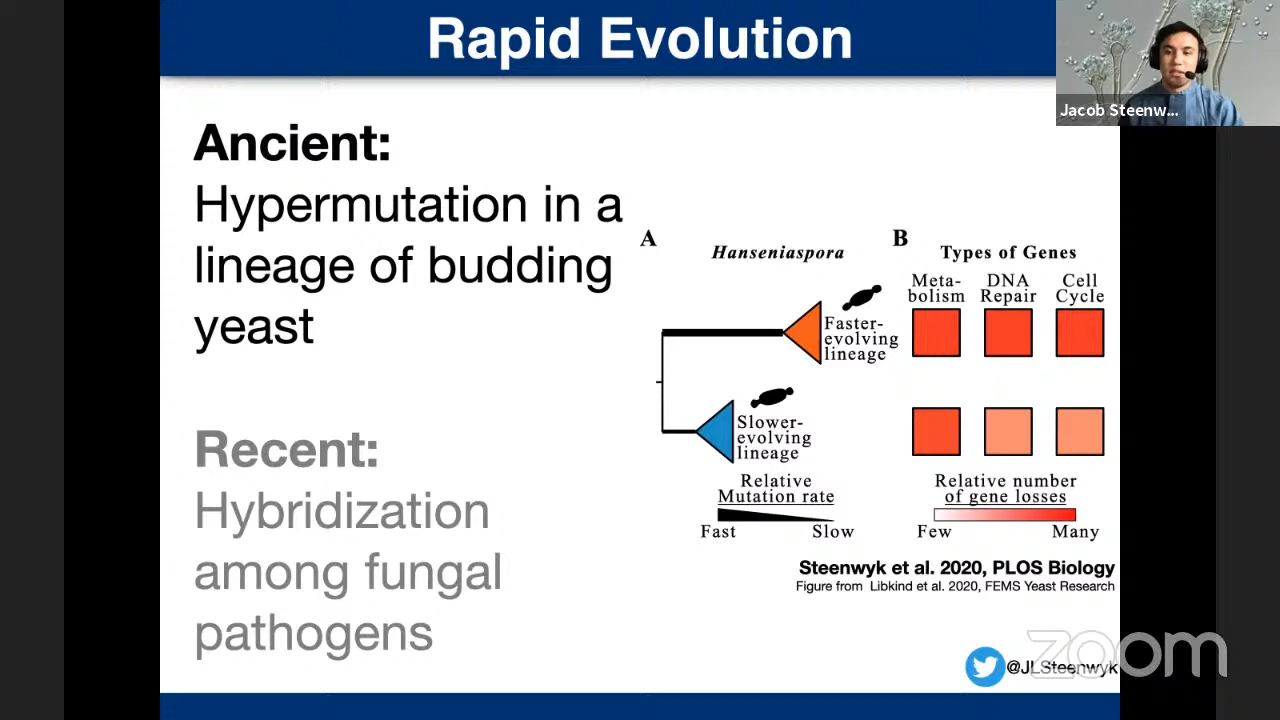 Rapid Evolution
Jacob Steenw...
Ancient:
Hypermutation in a
lineage of budding
yeast
Recent:
Hybridization
among fungal
pathogens
A
Hanseniaspora
Faster-
evolving
lineage
Slower-
evolving
lineage
Relative
Mutation rate
Fast Slow
B
Types of Genes
Meta-
bolism
DNA
Repair
Cell
Cycle
Relative number
of gene losses
Few Many
Steenwyk et al. 2020, PLOS Biology
Figure from Libkind et al. 2020, FEMS Yeast Research
@JLSteenwyk
zoom